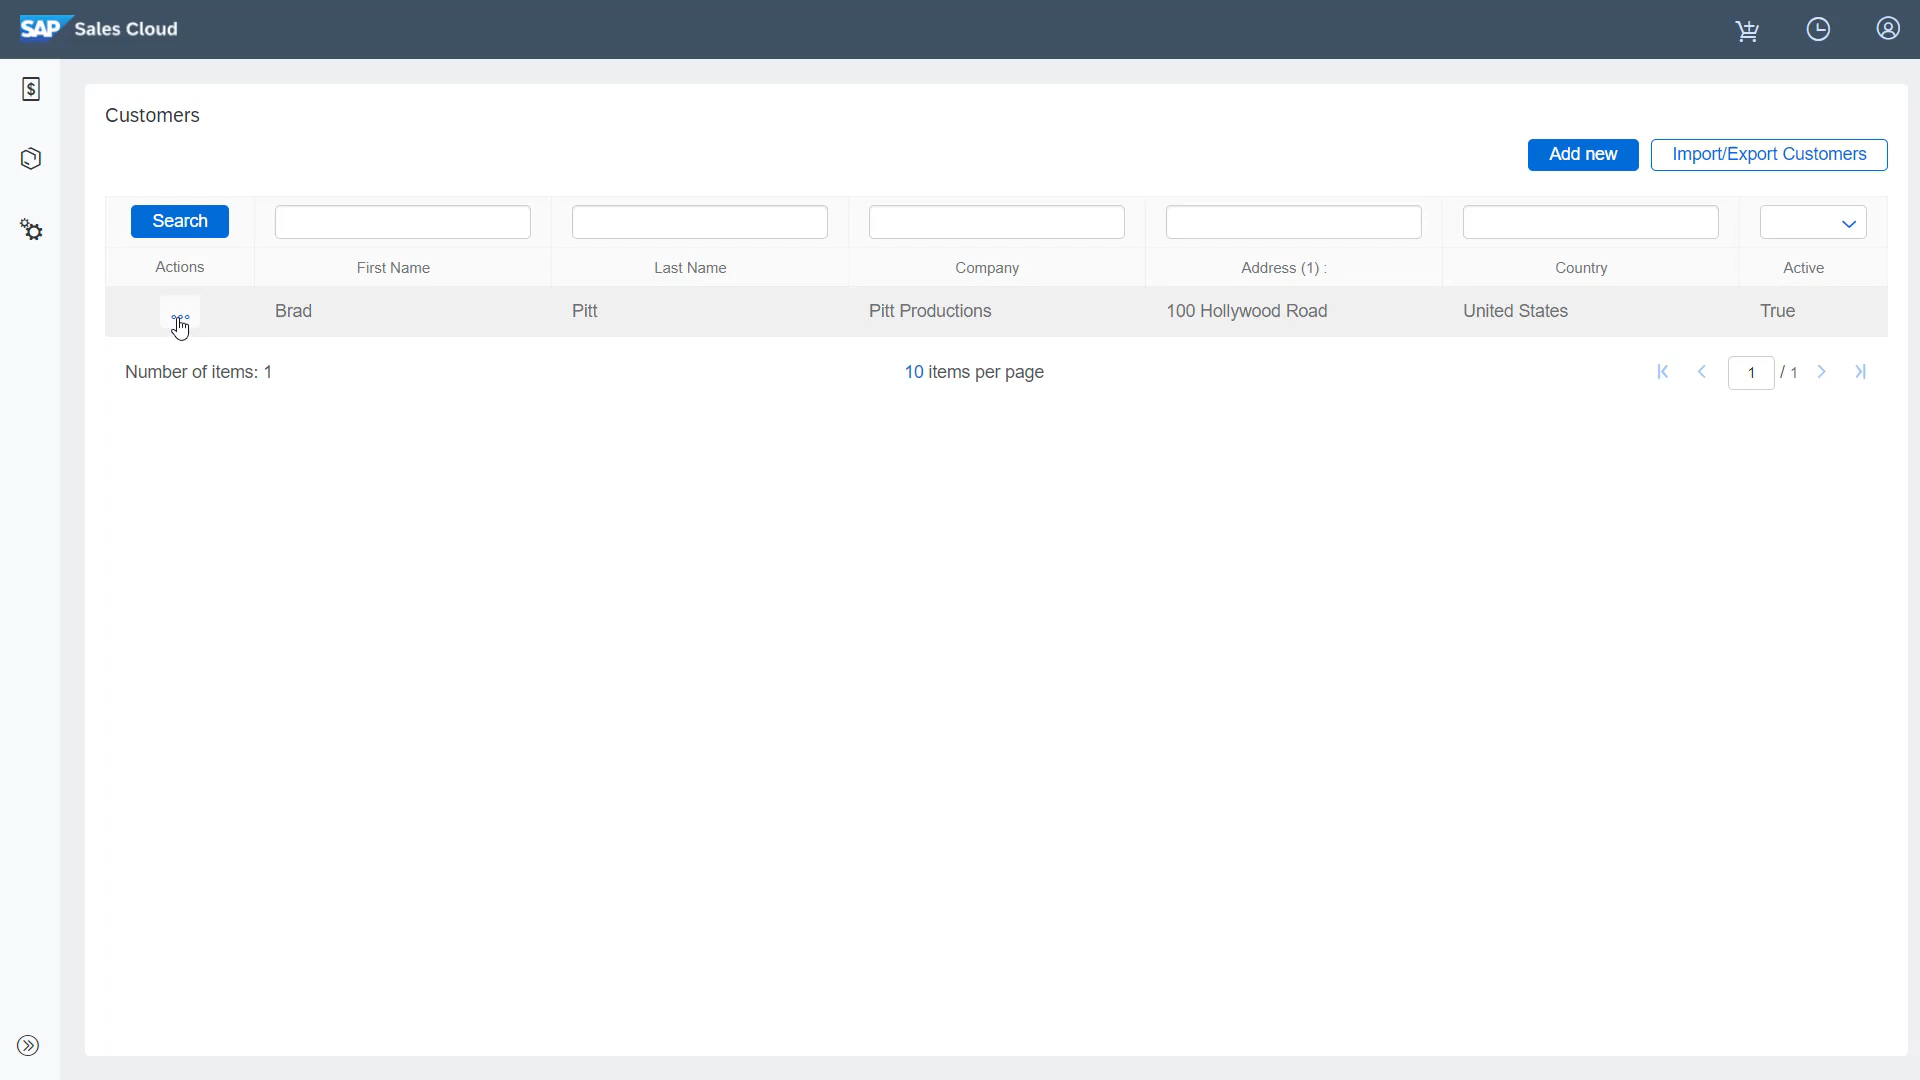 SAP Sales Cloud
Customers
Add new
Import/Export Customers
Search
Actions First Name Last Name Company Address (1) : Country Active
Brad Pitt Pitt Productions 100 Hollywood Road United States True
Number of items: 1
10 items per page
1 / 1